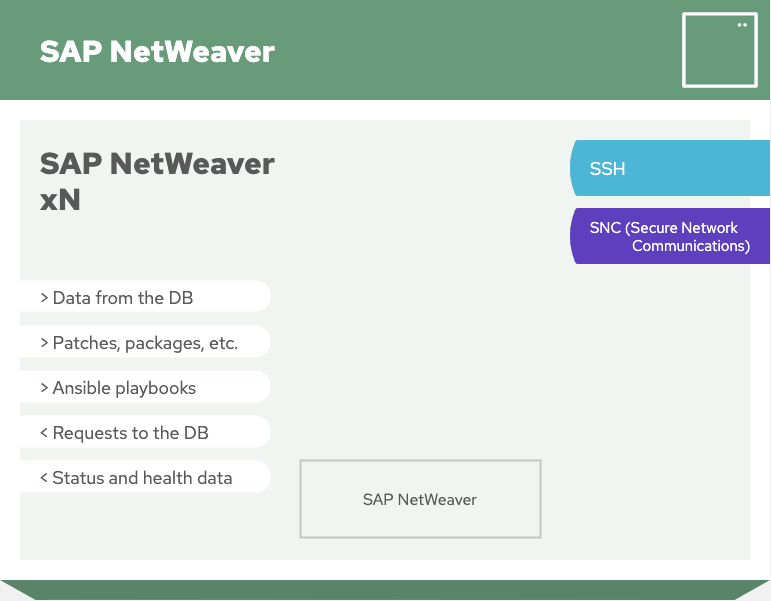 SAP NetWeaver
SAP NetWeaver
xN
SSH
SNC (Secure Network
Communications)
> Data from the DB
> Patches, packages, etc.
> Ansible playbooks
< Requests to the DB
< Status and health data
SAP NetWeaver